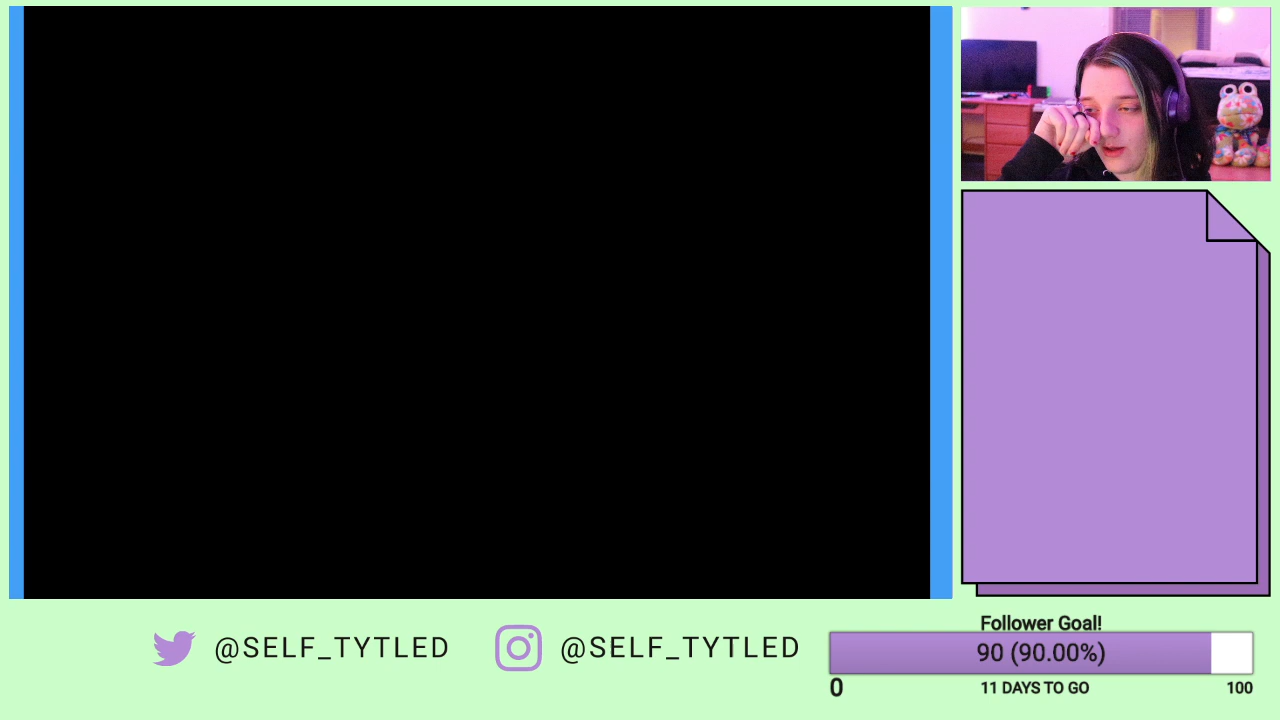 @SELF_TYTLED
@SELF_TYTLED
Follower Goal!
90 (90.00%)
0
11 DAYS TO GO
100